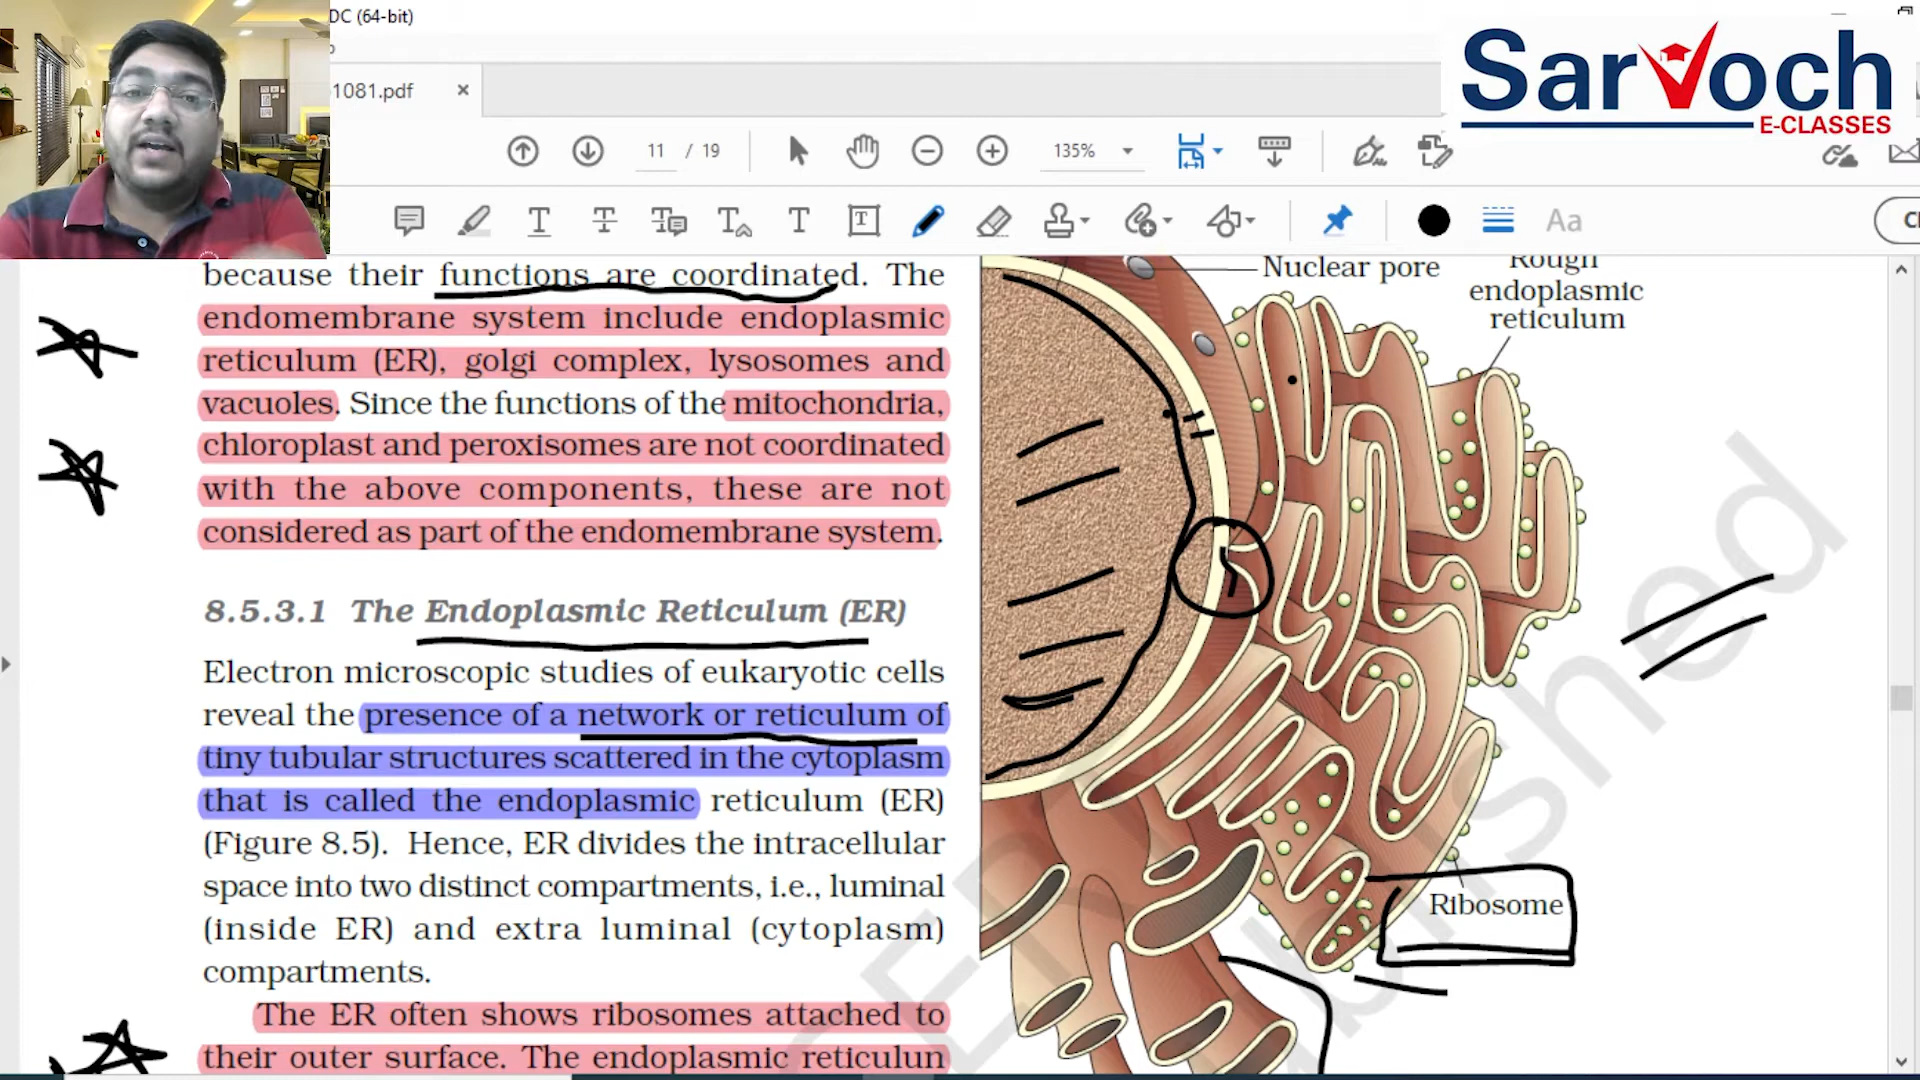 DC (64-bit)
1081.pdf
11 / 19
135%
Aa
Sarvoch
E-CLASSES
because their functions are coordinated. The
endomembrane system include endoplasmic
reticulum (ER), golgi complex, lysosomes and
vacuoles. Since the functions of the mitochondria,
chloroplast and peroxisomes are not coordinated
with the above components, these are not
considered as part of the endomembrane system.
8.5.3.1 The Endoplasmic Reticulum (ER)
Electron microscopic studies of eukaryotic cells
reveal the presence of a network or reticulum of
tiny tubular structures scattered in the cytoplasm
that is called the endoplasmic reticulum (ER)
(Figure 8.5). Hence, ER divides the intracellular
space into two distinct compartments, i.e., luminal
(inside ER) and extra luminal (cytoplasm)
compartments.
The ER often shows ribosomes attached to
their outer surface. The endoplasmic reticulun
Nuclear pore
Rough
endoplasmic
reticulum
Ribosome